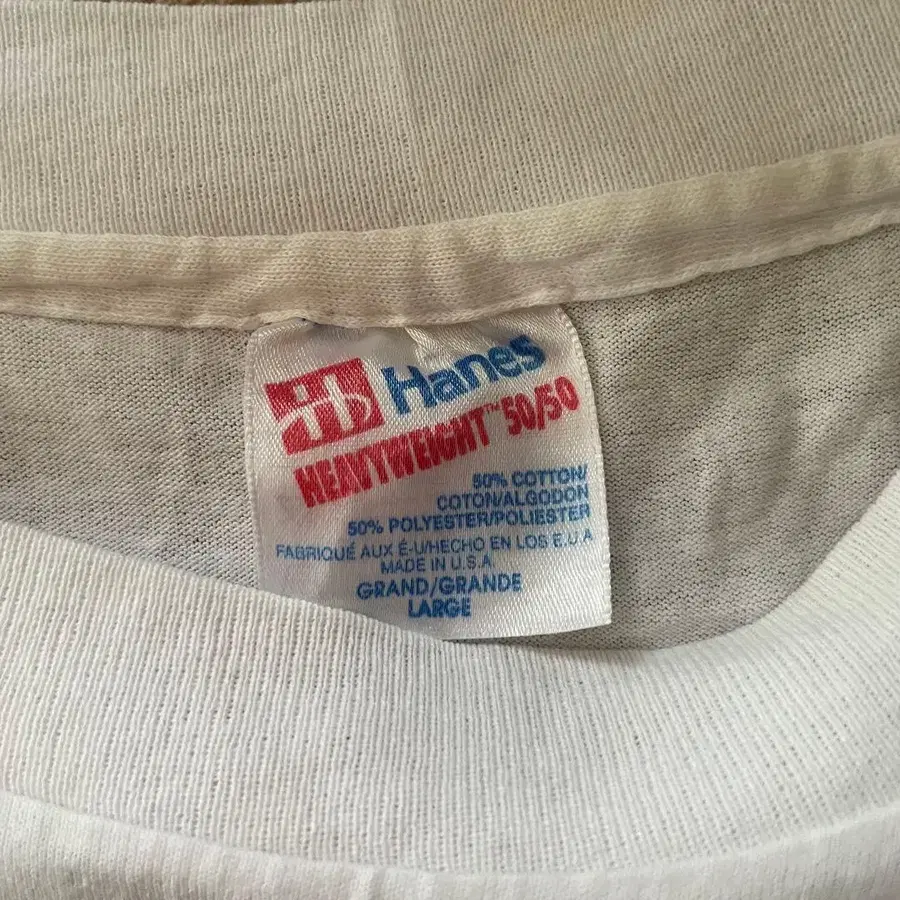 Hanes
HEAVYWEIGHT™ 50/50
50% COTTON/
COTON/ALGODON
50% POLYESTER/POLIESTER
FABRIQUÉ AUX É-U/HECHO EN LOS E.U.A
MADE IN U.S.A
GRAND/GRANDE
LARGE